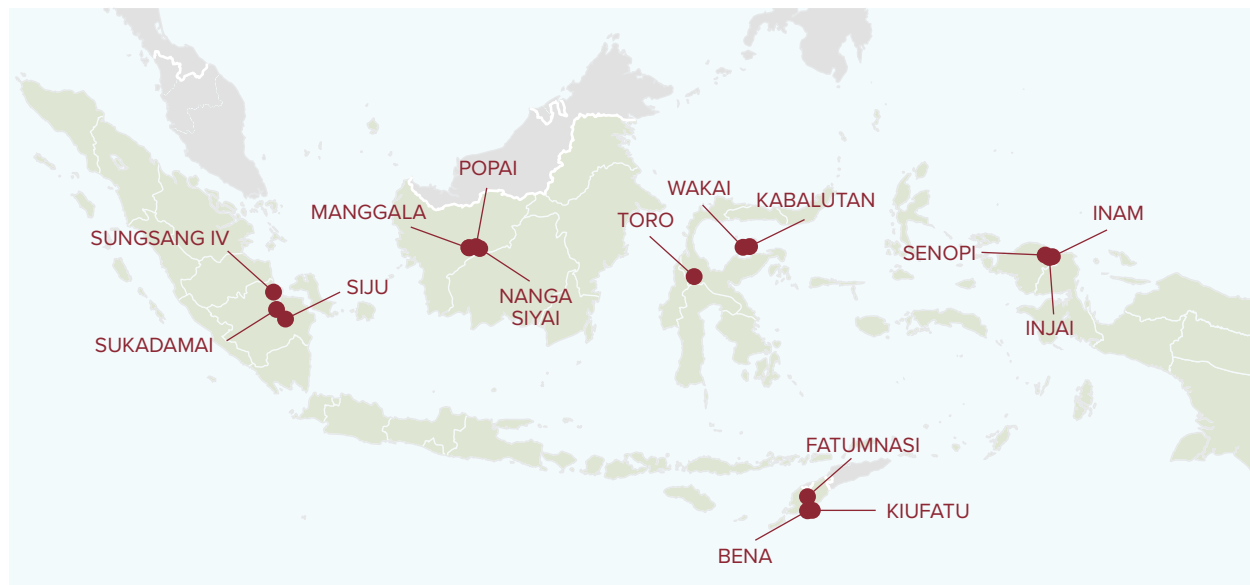 POPAI
MANGGALA
SUNGSANG IV
SIJU
SUKADAMAI
NANGA
SIYAI
WAKAI
KABALUTAN
TORO
INAM
SENOPI
INJAI
FATUMNASI
KIUFATU
BENA